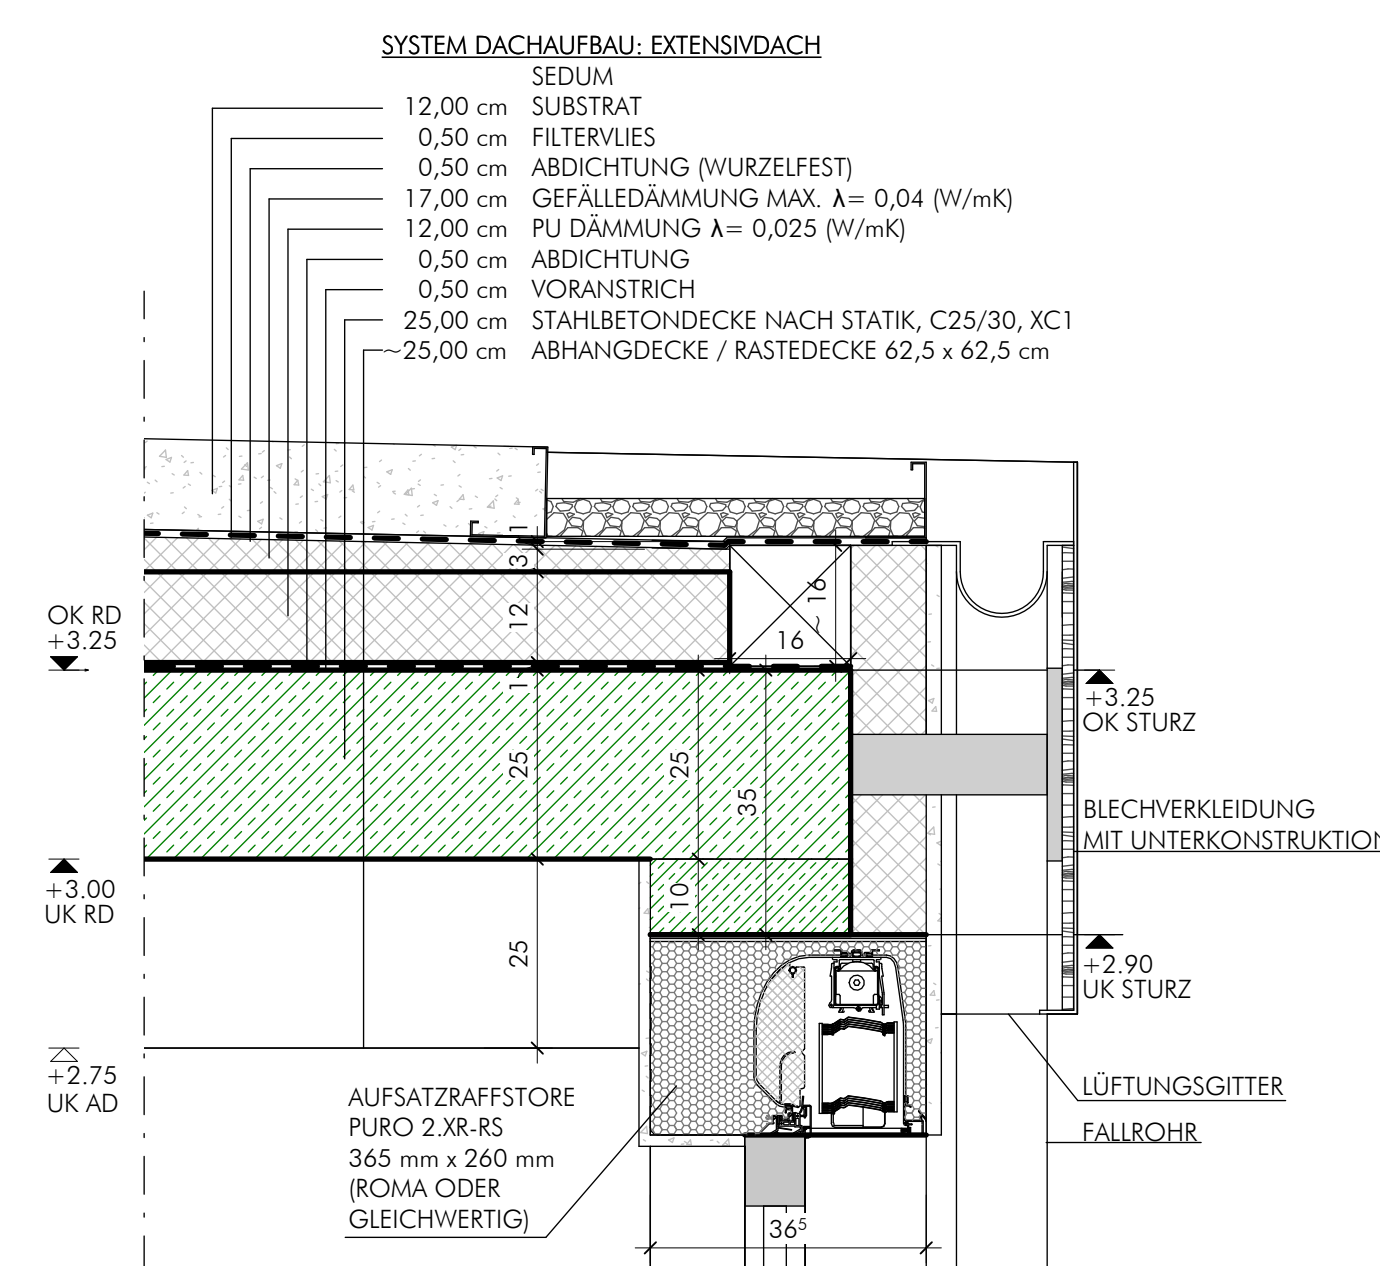 SYSTEM DACHAUFBAU: EXTENSIVDACH
SEDUM
12,00 cm SUBSTRAT
0,50 cm FILTERVLIES
0,50 cm ABDICHTUNG (WURZELFEST)
17,00 cm GEFÄLLEDÄMMUNG MAX. λ= 0,04 (W/mK)
12,00 cm PU DÄMMUNG λ= 0,025 (W/mK)
0,50 cm ABDICHTUNG
0,50 cm VORANSTRICH
25,00 cm STAHLBETONDECKE NACH STATIK, C25/30, XC1
~25,00 cm ABHANGDECKE / RASTEDECKE 62,5 x 62,5 cm
1
3
12
1
25
25
~ 16
16
25
35
10
OK RD
+3.25
+3.00
UK RD
+2.75
UK AD
+3.25
OK STURZ
BLECHVERKLEIDUNG
MIT UNTERKONSTRUKTION
+2.90
UK STURZ
LÜFTUNGSGITTER
FALLROHR
AUFSATZRAFFSTORE
PURO 2.XR-RS
365 mm x 260 mm
(ROMA ODER
GLEICHWERTIG)
36⁵